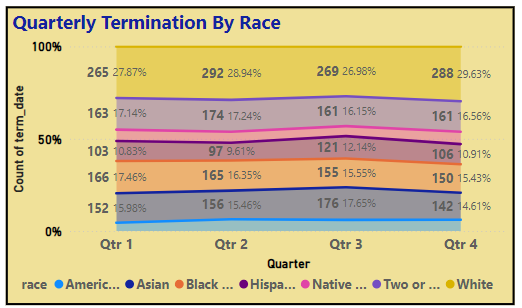 Quarterly Termination By Race
100%
265 27.87% 292 28.94% 269 26.98% 288 29.63%
163 17.14% 174 17.24% 161 16.15% 161 16.56%
50%
103 10.83% 97 9.61% 121 12.14% 106 10.91%
166 17.46% 165 16.35% 155 15.55% 150 15.43%
152 15.98% 156 15.46% 176 17.65% 142 14.61%
0%
Count of term_date
Qtr 1 Qtr 2 Qtr 3 Qtr 4
Quarter
race Americ... Asian Black ... Hispa... Native ... Two or ... White